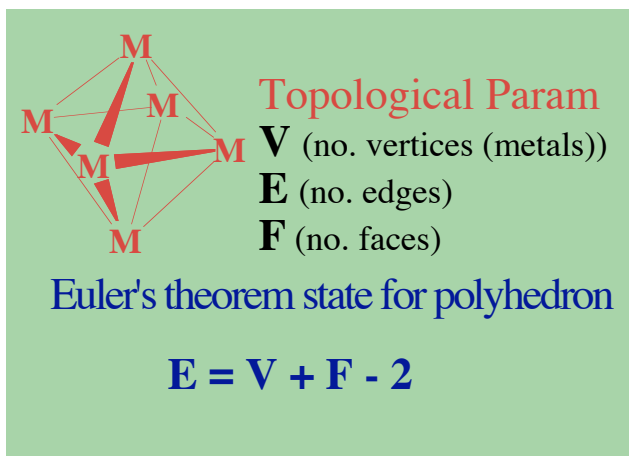 M
M
M
M
M
M
Topological Param
V (no. vertices (metals))
E (no. edges)
F (no. faces)
Euler's theorem state for polyhedron
E = V + F - 2